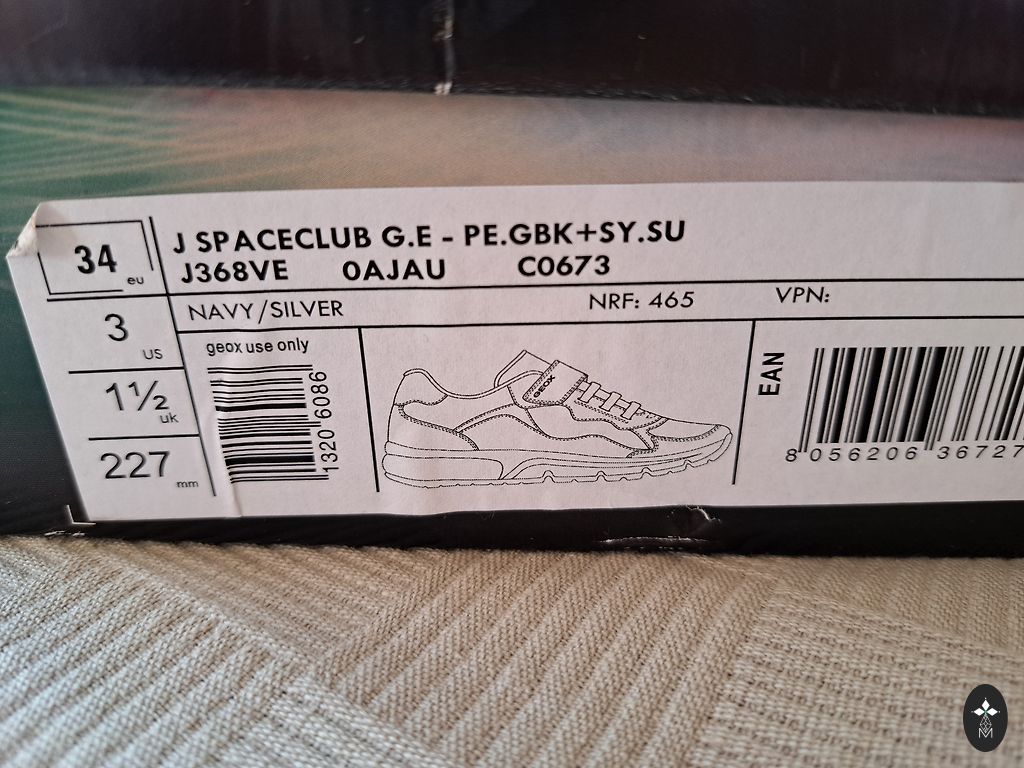 34 eu
J SPACECLUB G.E - PE.GBK+SY.SU
J368VE 0AJAU C0673
NAVY/SILVER NRF: 465 VPN:
3 US
1½ uk
227 mm
geox use only
1320 6086
GEOX
EAN
8 056206 36727
M